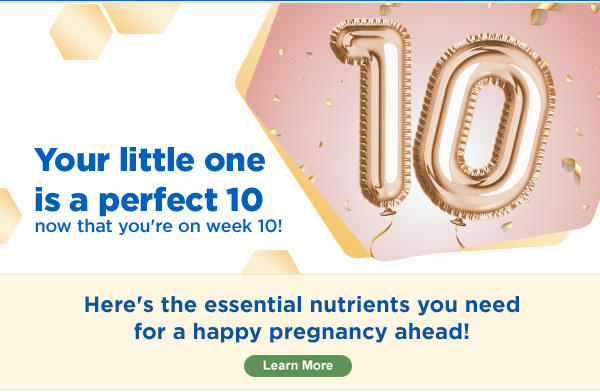 10
Your little one
is a perfect 10
now that you're on week 10!
Here's the essential nutrients you need
for a happy pregnancy ahead!
Learn More